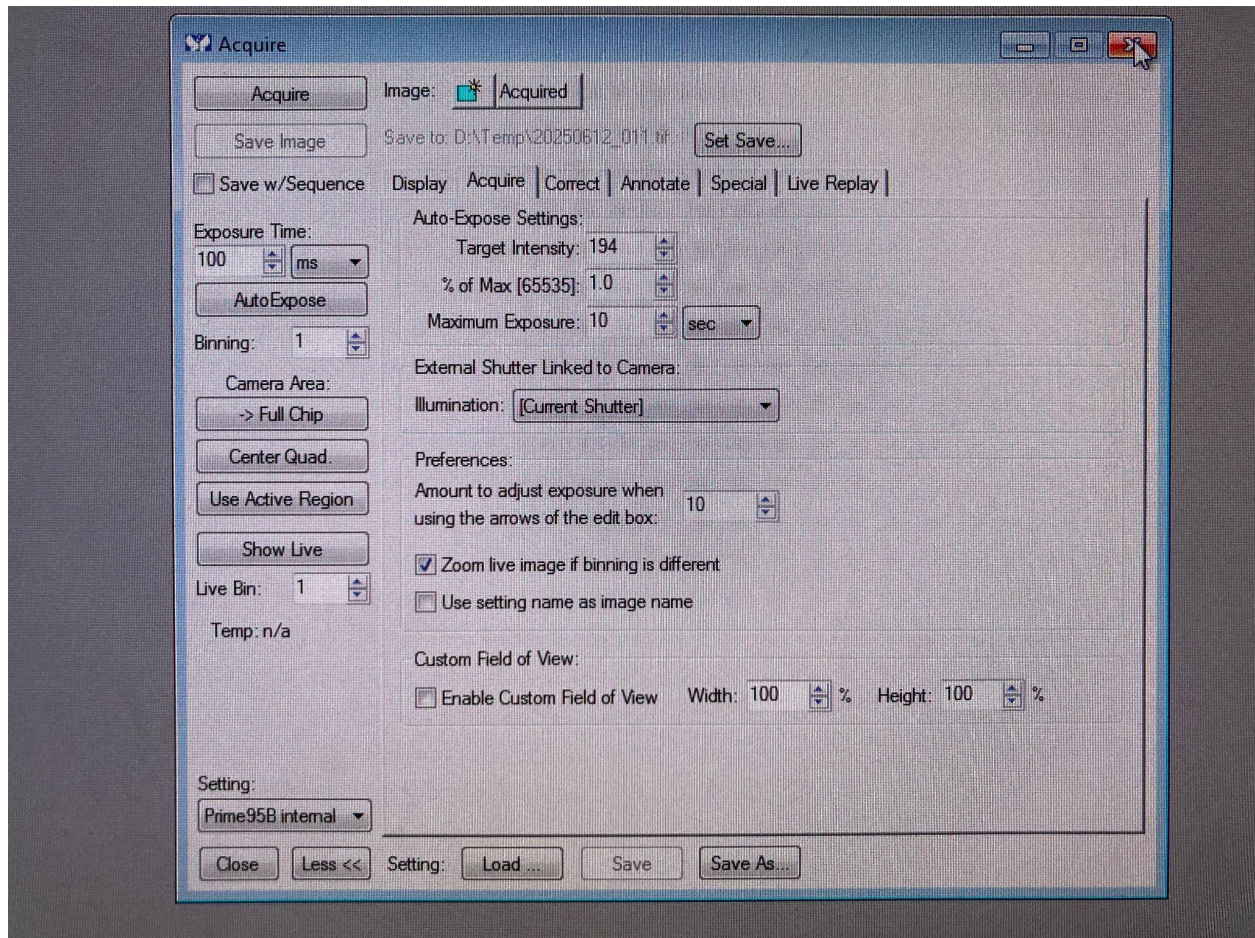 Acquire
Acquire
Image: Acquired
Save Image
Save to: D:\Temp\20250612_011.tif
Set Save...
Save w/Sequence
Display Acquire Correct Annotate Special Live Replay
Exposure Time:
100 ms
AutoExpose
Binning: 1
Camera Area:
-> Full Chip
Center Quad.
Use Active Region
Show Live
Live Bin: 1
Temp: n/a
Auto-Expose Settings:
Target Intensity: 194
% of Max [65535]: 1.0
Maximum Exposure: 10 sec
External Shutter Linked to Camera:
Illumination: [Current Shutter]
Preferences:
Amount to adjust exposure when
using the arrows of the edit box: 10
Zoom live image if binning is different
Use setting name as image name
Custom Field of View:
Enable Custom Field of View Width: 100 % Height: 100 %
Setting:
Prime95B internal
Close Less << Setting: Load ... Save Save As...